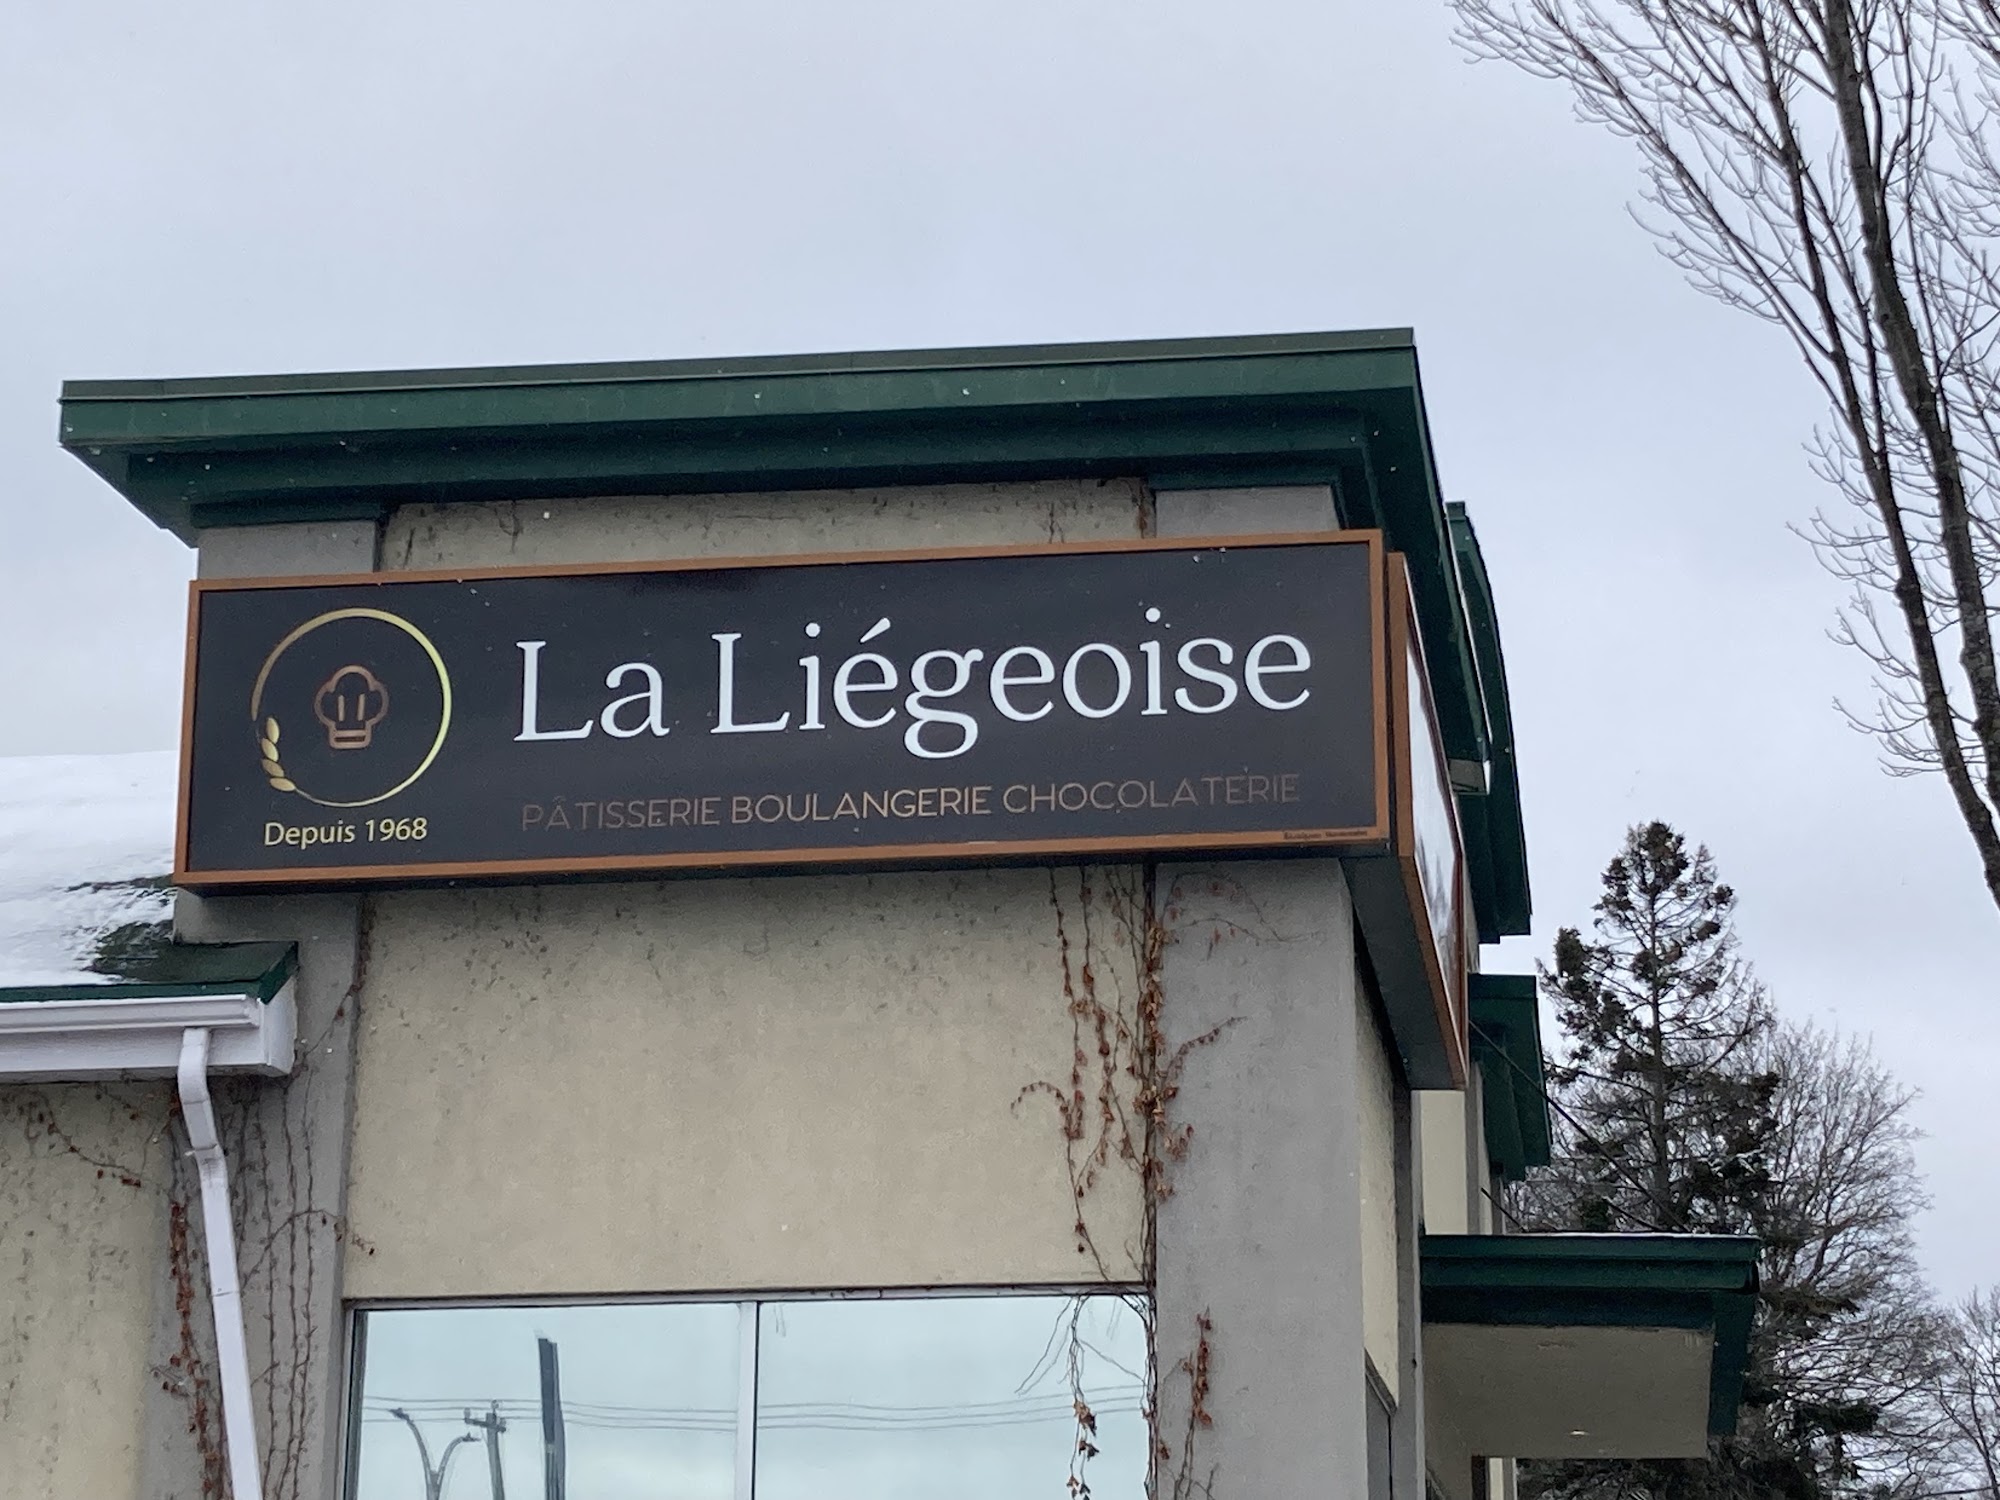 La Liégeoise
PÂTISSERIE BOULANGERIE CHOCOLATERIE
Depuis 1968